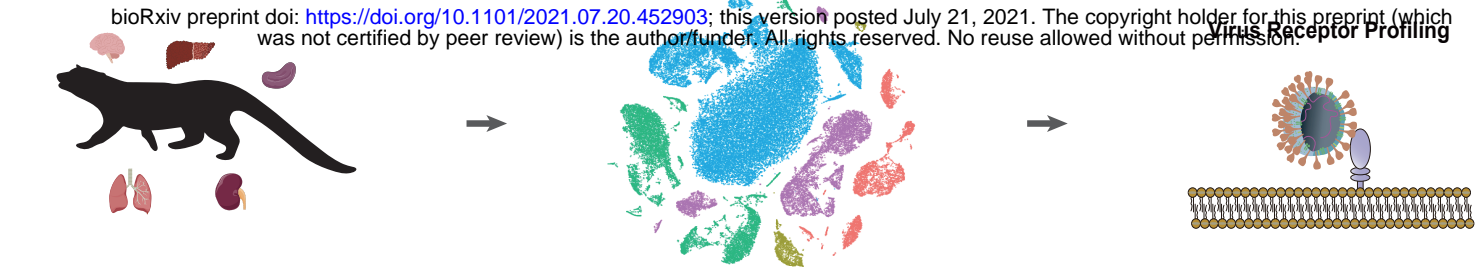 bioRxiv preprint doi: https://doi.org/10.1101/2021.07.20.452903; this version posted July 21, 2021. The copyright holder for this preprint (which
was not certified by peer review) is the author/funder. All rights reserved. No reuse allowed without permission.
Virus Receptor Profiling